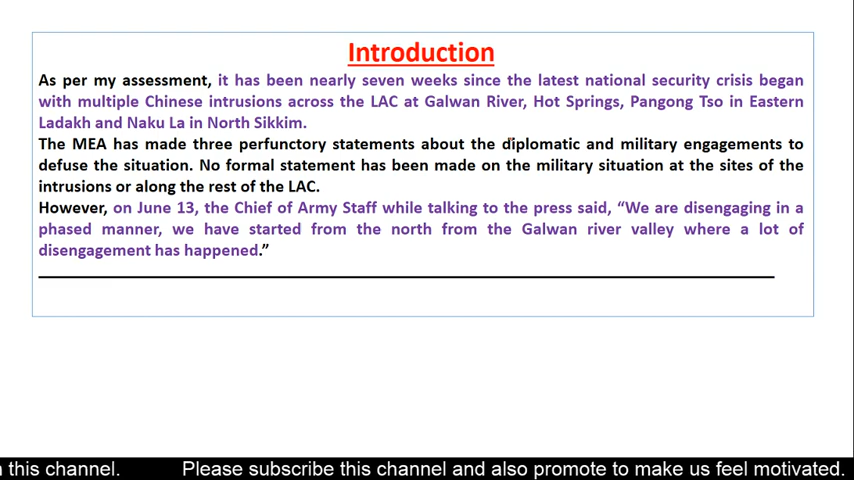 Introduction
As per my assessment, it has been nearly seven weeks since the latest national security crisis began
with multiple Chinese intrusions across the LAC at Galwan River, Hot Springs, Pangong Tso in Eastern
Ladakh and Naku La in North Sikkim.
The MEA has made three perfunctory statements about the diplomatic and military engagements to
defuse the situation. No formal statement has been made on the military situation at the sites of the
intrusions or along the rest of the LAC.
However, on June 13, the Chief of Army Staff while talking to the press said, “We are disengaging in a
phased manner, we have started from the north from the Galwan river valley where a lot of
disengagement has happened.”
this channel. Please subscribe this channel and also promote to make us feel motivated.